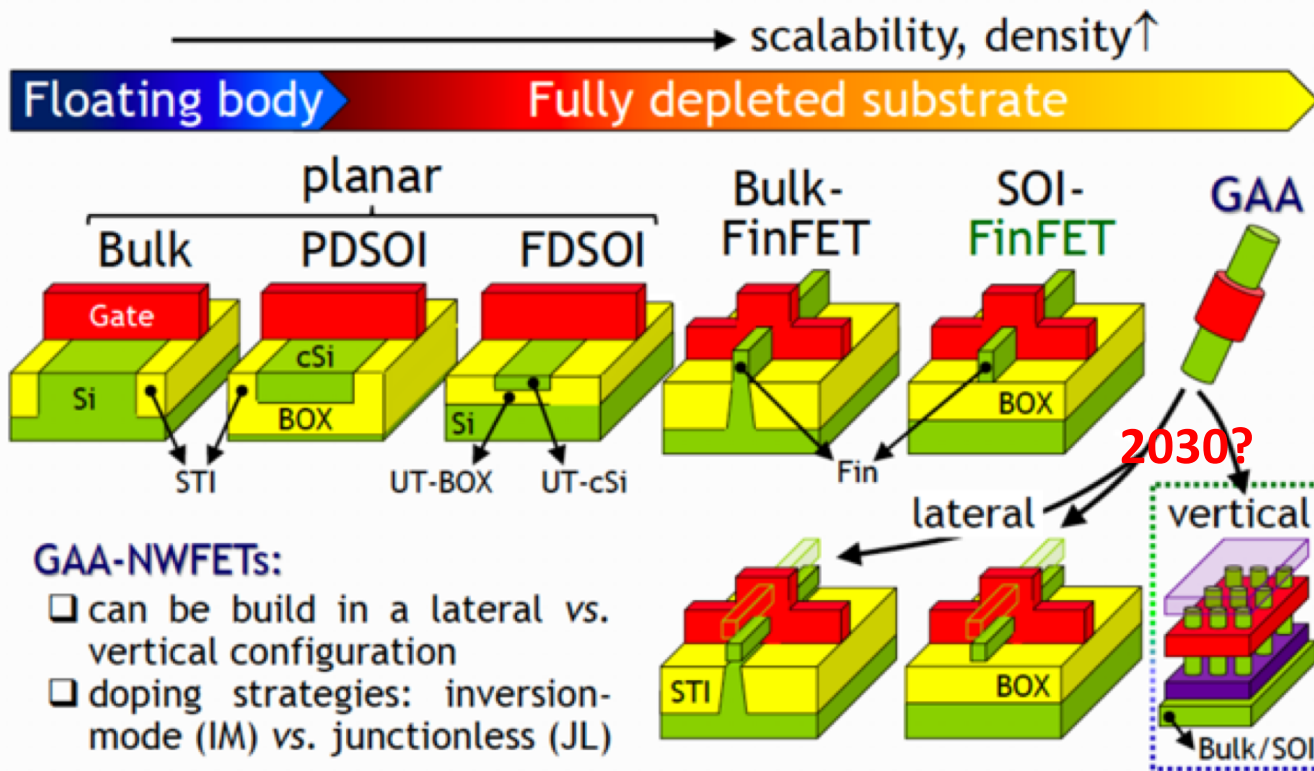 scalability, density↑
Floating body
Fully depleted substrate
planar
Bulk
PDSOI
FDSOI
Bulk-
FinFET
SOI-
FinFET
GAA
Gate
Si
cSi
BOX
Si
BOX
STI
UT-BOX
UT-cSi
Fin
2030?
lateral
vertical
STI
BOX
Bulk/SOI
GAA-NWFETs:
❑ can be build in a lateral vs.
vertical configuration
❑ doping strategies: inversion-
mode (IM) vs. junctionless (JL)